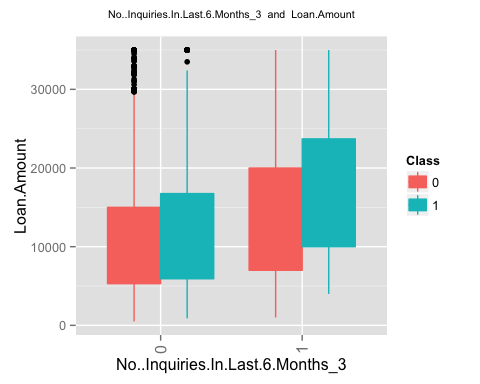 No..Inquiries.In.Last.6.Months_3 and Loan.Amount
Loan.Amount
30000
20000
10000
0
0
1
No..Inquiries.In.Last.6.Months_3
Class
0
1